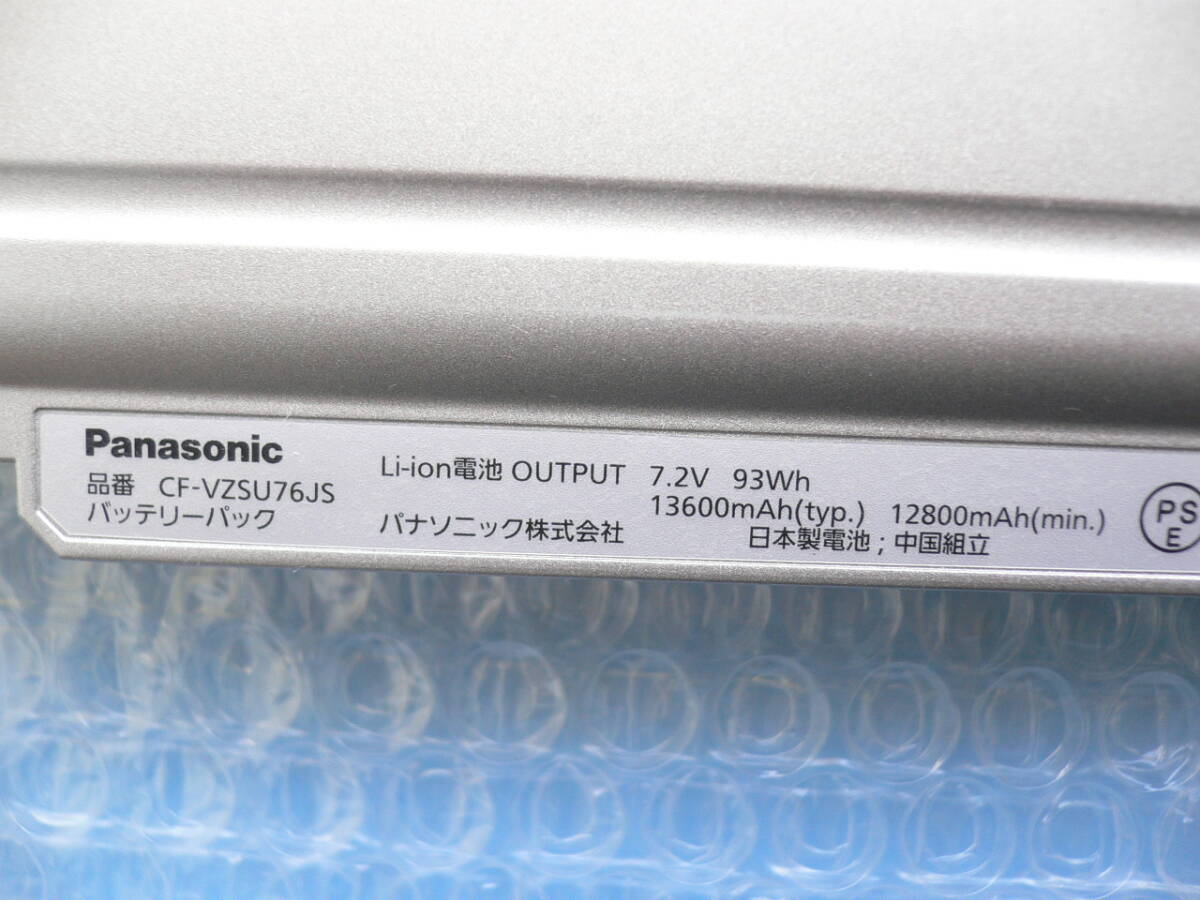 Panasonic
品番 CF-VZSU76JS
バッテリーパック
Li-ion電池 OUTPUT 7.2V 93Wh
13600mAh(typ.) 12800mAh(min.)
パナソニック株式会社 日本製電池 ; 中国組立
PS
E